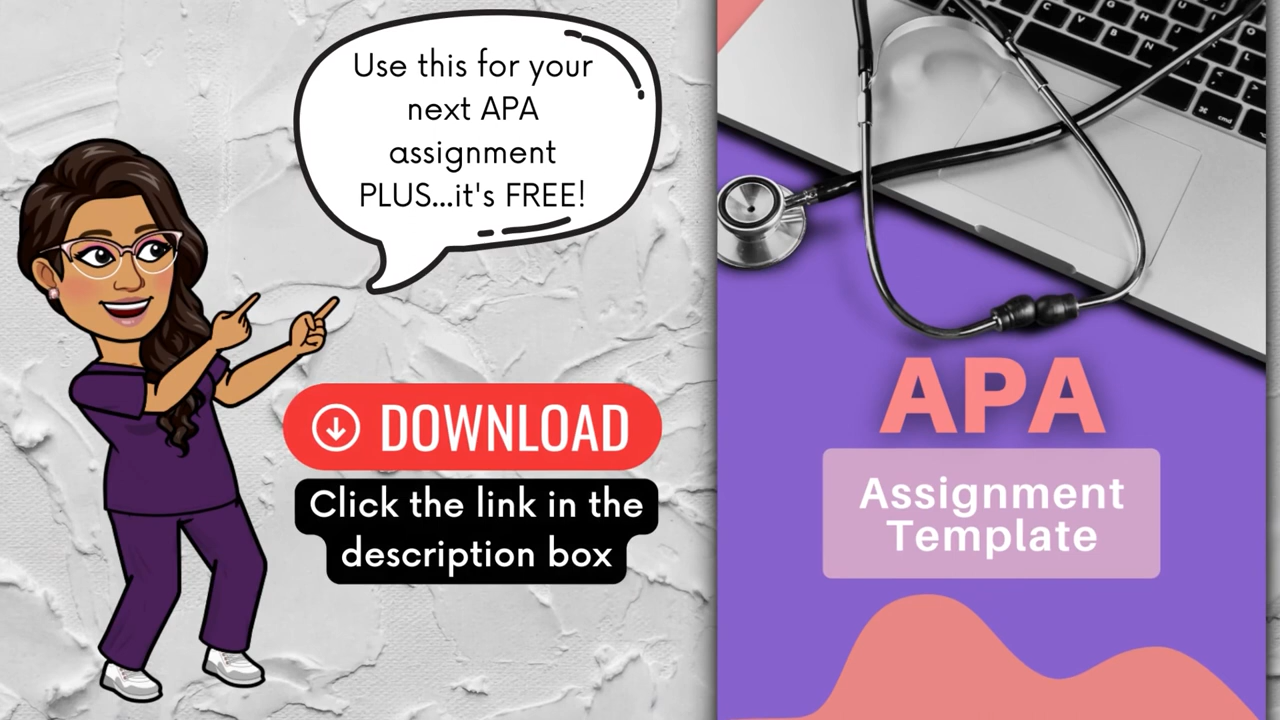 Use this for your
next APA
assignment
PLUS...it's FREE!
DOWNLOAD
Click the link in the
description box
APA
Assignment
Template